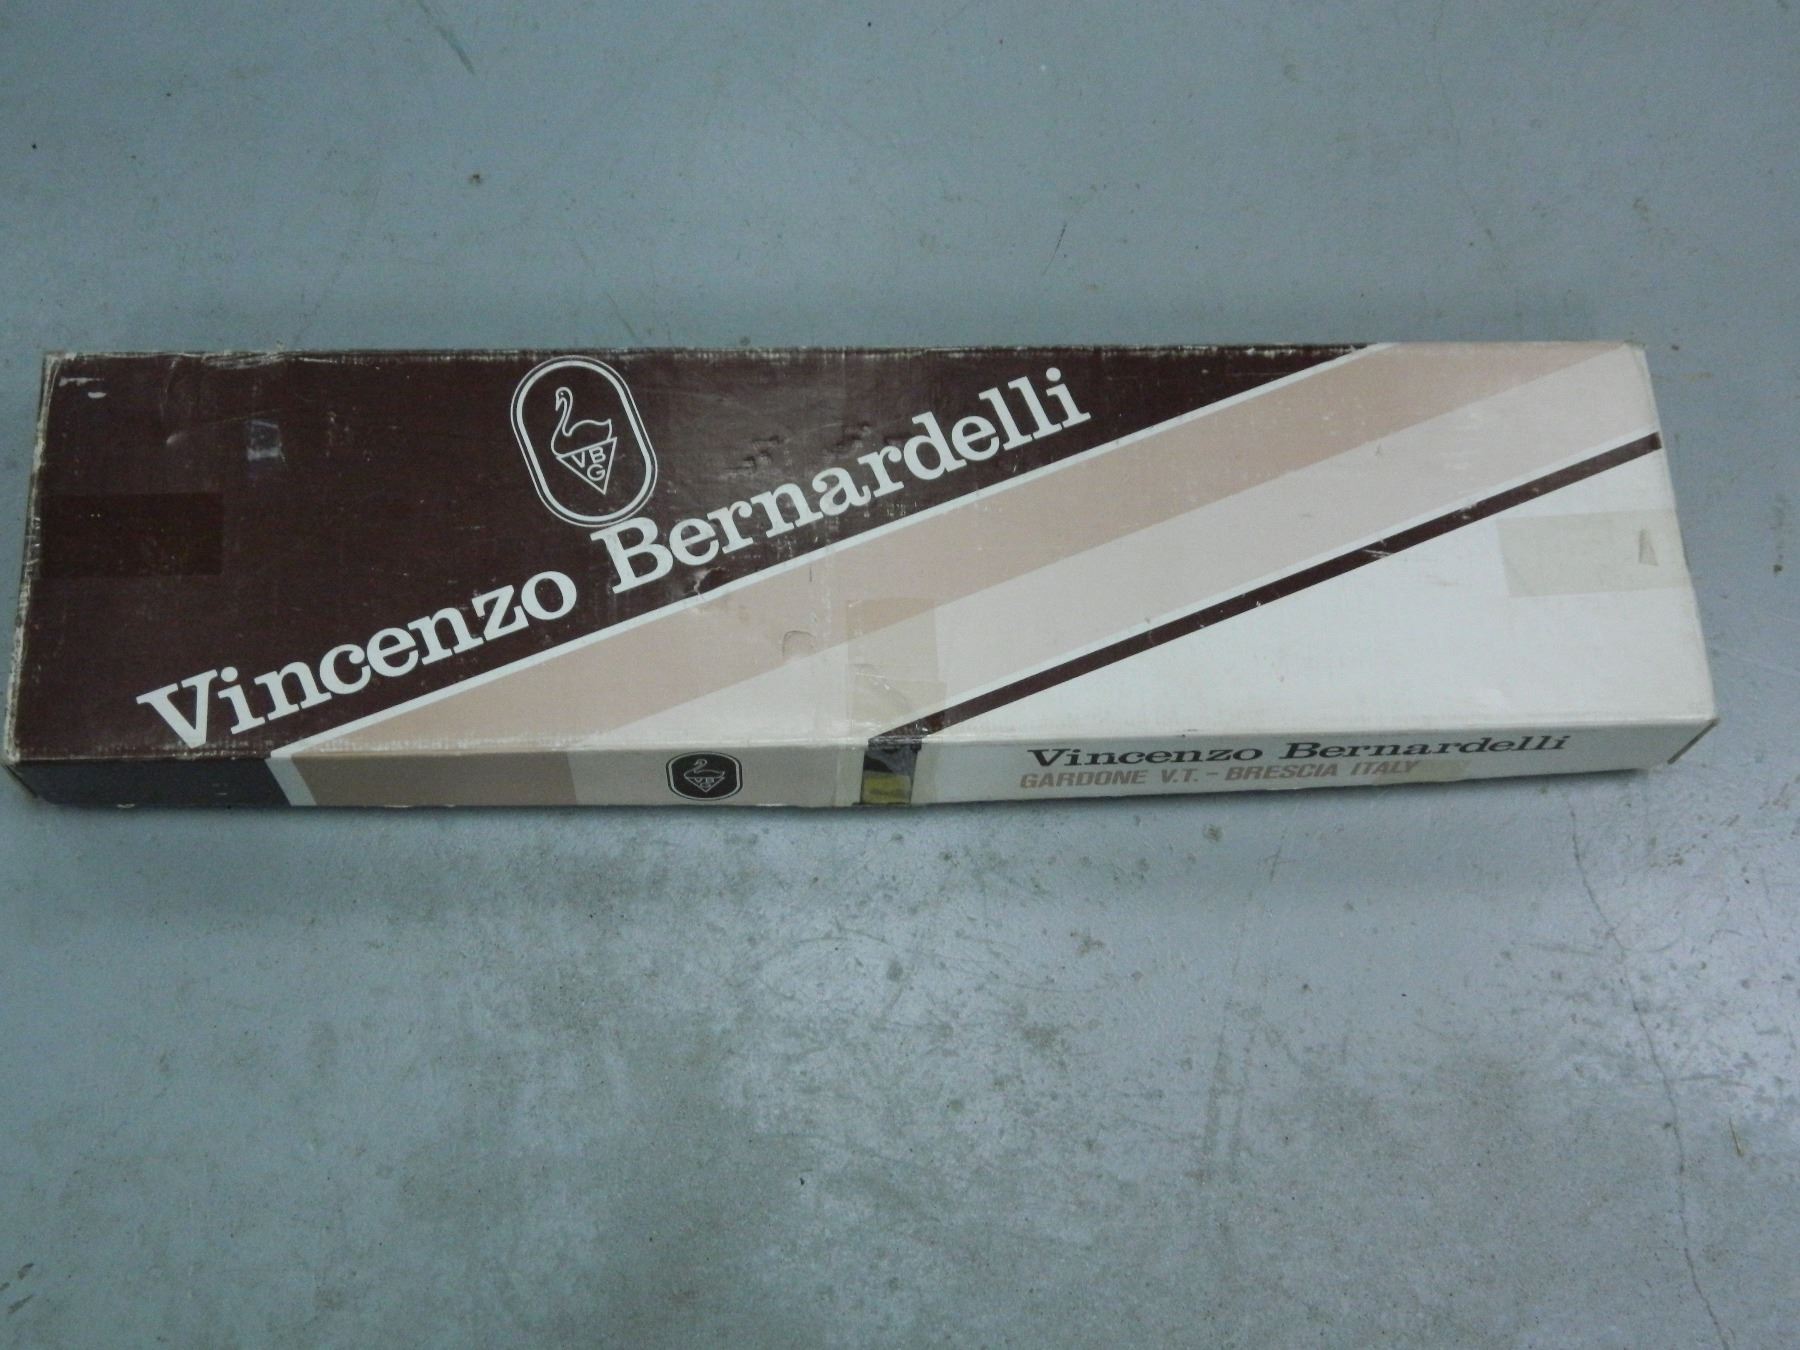 VBG
Vincenzo Bernardelli
VBG
Vincenzo Bernardelli
GARDONE V.T. - BRESCIA ITALY